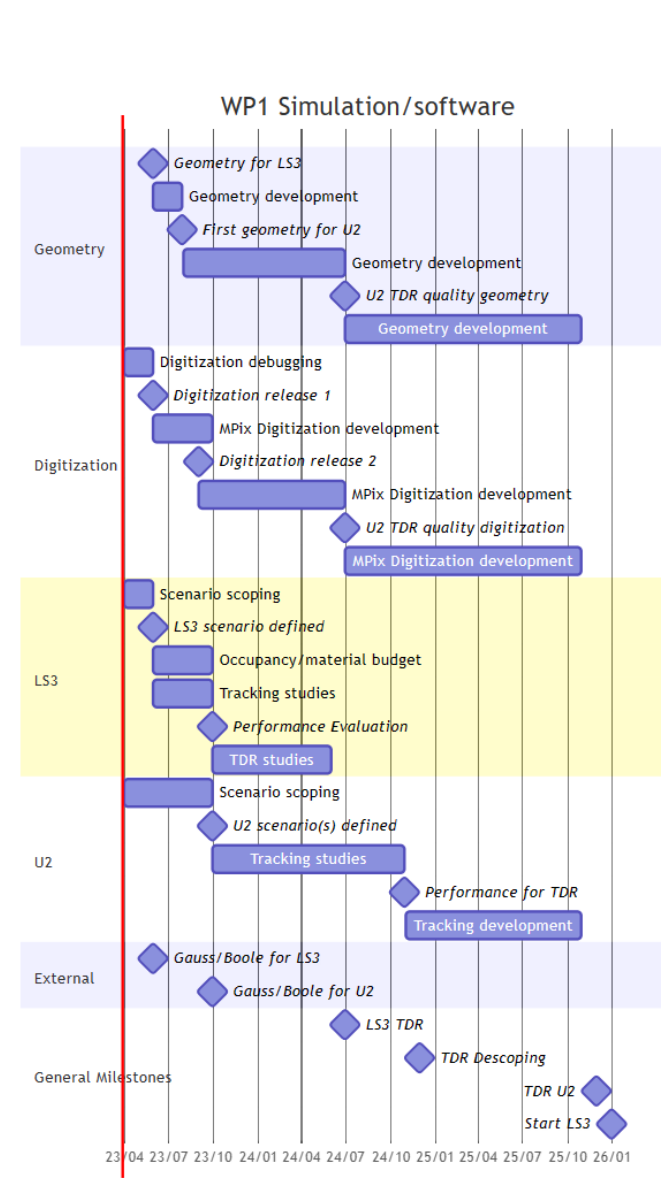 WP1 Simulation/software
Geometry for LS3
Geometry development
First geometry for U2
Geometry
Geometry development
U2 TDR quality geometry
Geometry development
Digitization debugging
Digitization release 1
MPix Digitization development
Digitization
Digitization release 2
MPix Digitization development
U2 TDR quality digitization
MPix Digitization development
Scenario scoping
LS3 scenario defined
Occupancy/material budget
LS3
Tracking studies
Performance Evaluation
TDR studies
Scenario scoping
U2 scenario(s) defined
U2
Tracking studies
Performance for TDR
Tracking development
Gauss/Boole for LS3
External
Gauss/Boole for U2
LS3 TDR
TDR Descoping
General Milestones
TDR U2
Start LS3
23/04 23/07 23/10 24/01 24/04 24/07 24/10 25/01 25/04 25/07 25/10 26/01